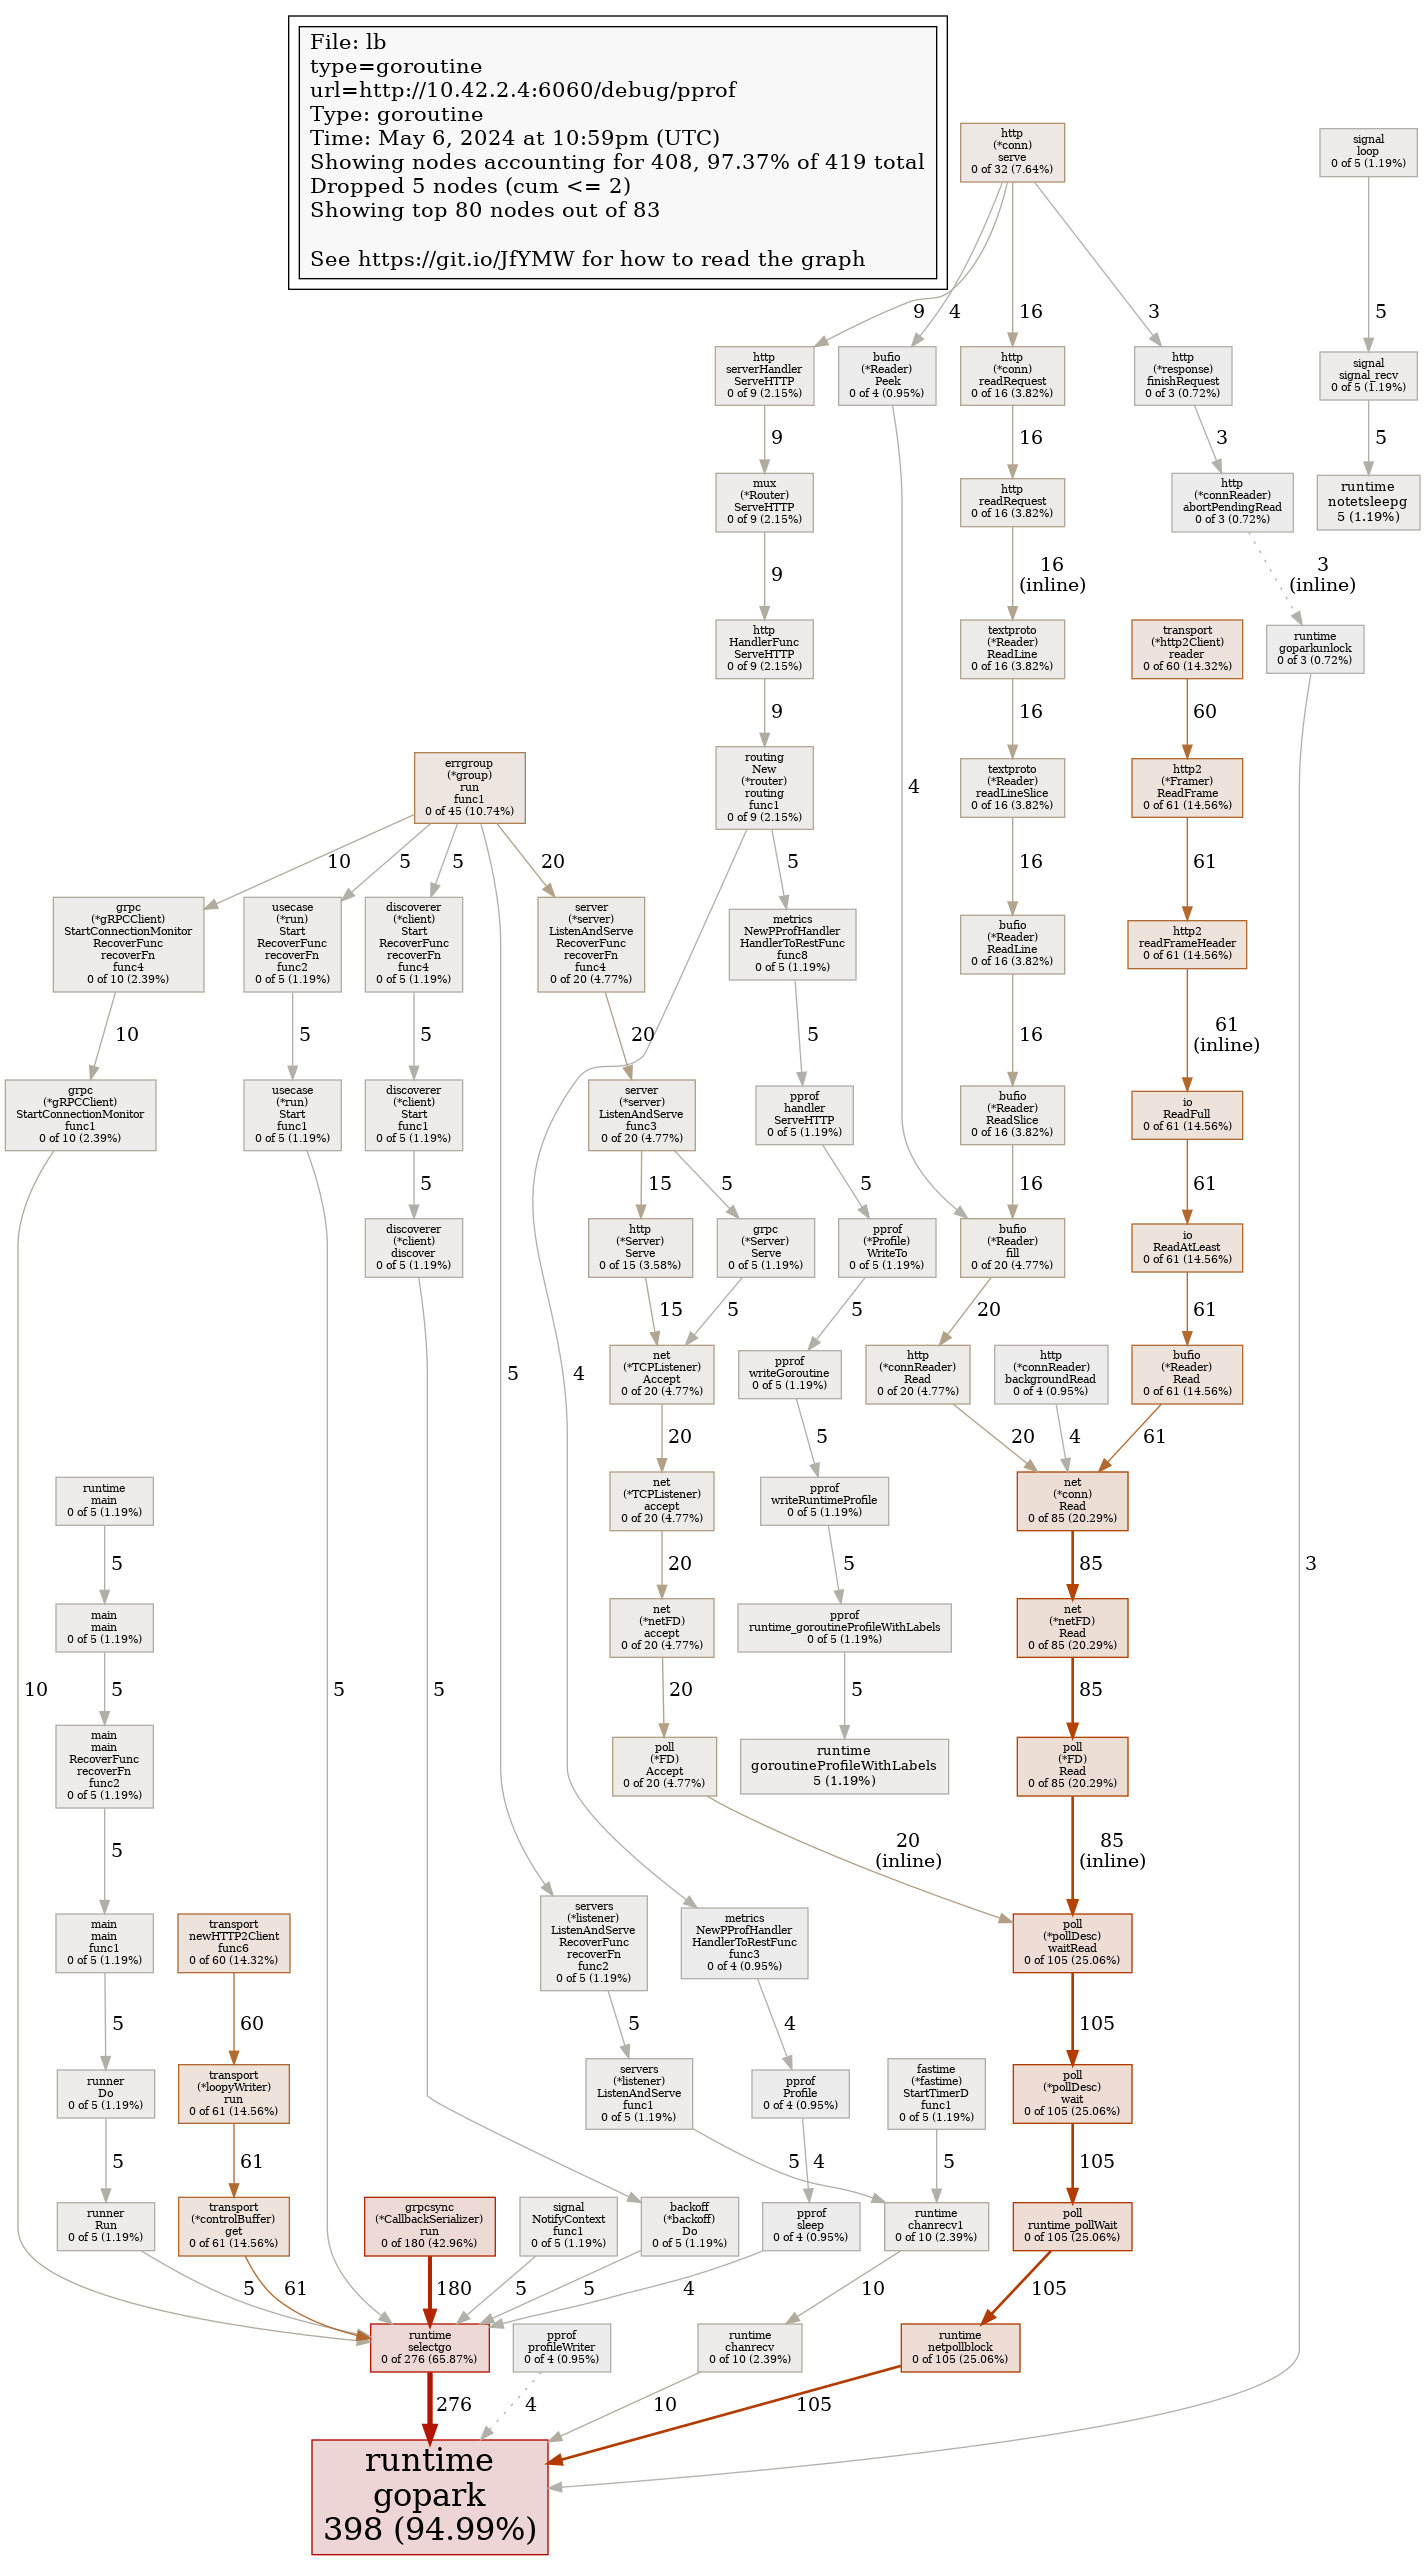 File: lb
type=goroutine
url=http://10.42.2.4:6060/debug/pprof
Type: goroutine
Time: May 6, 2024 at 10:59pm (UTC)
Showing nodes accounting for 408, 97.37% of 419 total
Dropped 5 nodes (cum <= 2)
Showing top 80 nodes out of 83
See https://git.io/JfYMW for how to read the graph
http
(*conn)
serve
0 of 32 (7.64%)
signal
loop
0 of 5 (1.19%)
9
4
16
3
5
http
serverHandler
ServeHTTP
0 of 9 (2.15%)
bufio
(*Reader)
Peek
0 of 4 (0.95%)
http
(*conn)
readRequest
0 of 16 (3.82%)
http
(*response)
finishRequest
0 of 3 (0.72%)
signal
signal_recv
0 of 5 (1.19%)
9
16
3
5
mux
(*Router)
ServeHTTP
0 of 9 (2.15%)
http
readRequest
0 of 16 (3.82%)
http
(*connReader)
abortPendingRead
0 of 3 (0.72%)
runtime
notetsleepg
5 (1.19%)
9
16
(inline)
3
(inline)
http
HandlerFunc
ServeHTTP
0 of 9 (2.15%)
textproto
(*Reader)
ReadLine
0 of 16 (3.82%)
transport
(*http2Client)
reader
0 of 60 (14.32%)
runtime
goparkunlock
0 of 3 (0.72%)
9
16
60
errgroup
(*group)
run
func1
0 of 45 (10.74%)
routing
New
(*router)
routing
func1
0 of 9 (2.15%)
textproto
(*Reader)
readLineSlice
0 of 16 (3.82%)
http2
(*Framer)
ReadFrame
0 of 61 (14.56%)
4
10
5
5
20
5
16
61
grpc
(*gRPCClient)
StartConnectionMonitor
RecoverFunc
recoverFn
func4
0 of 10 (2.39%)
usecase
(*run)
Start
RecoverFunc
recoverFn
func2
0 of 5 (1.19%)
discoverer
(*client)
Start
RecoverFunc
recoverFn
func4
0 of 5 (1.19%)
server
(*server)
ListenAndServe
RecoverFunc
recoverFn
func4
0 of 20 (4.77%)
metrics
NewPProfHandler
HandlerToRestFunc
func8
0 of 5 (1.19%)
bufio
(*Reader)
ReadLine
0 of 16 (3.82%)
http2
readFrameHeader
0 of 61 (14.56%)
10
5
5
20
5
16
61
(inline)
grpc
(*gRPCClient)
StartConnectionMonitor
func1
0 of 10 (2.39%)
usecase
(*run)
Start
func1
0 of 5 (1.19%)
discoverer
(*client)
Start
func1
0 of 5 (1.19%)
server
(*server)
ListenAndServe
func3
0 of 20 (4.77%)
pprof
handler
ServeHTTP
0 of 5 (1.19%)
bufio
(*Reader)
ReadSlice
0 of 16 (3.82%)
io
ReadFull
0 of 61 (14.56%)
5
15
5
5
16
61
discoverer
(*client)
discover
0 of 5 (1.19%)
http
(*Server)
Serve
0 of 15 (3.58%)
grpc
(*Server)
Serve
0 of 5 (1.19%)
pprof
(*Profile)
WriteTo
0 of 5 (1.19%)
bufio
(*Reader)
fill
0 of 20 (4.77%)
io
ReadAtLeast
0 of 61 (14.56%)
15
5
5
20
61
5
4
net
(*TCPListener)
Accept
0 of 20 (4.77%)
pprof
writeGoroutine
0 of 5 (1.19%)
http
(*connReader)
Read
0 of 20 (4.77%)
http
(*connReader)
backgroundRead
0 of 4 (0.95%)
bufio
(*Reader)
Read
0 of 61 (14.56%)
20
5
20
4
61
runtime
main
0 of 5 (1.19%)
net
(*TCPListener)
accept
0 of 20 (4.77%)
pprof
writeRuntimeProfile
0 of 5 (1.19%)
net
(*conn)
Read
0 of 85 (20.29%)
5
20
5
85
3
main
main
0 of 5 (1.19%)
net
(*netFD)
accept
0 of 20 (4.77%)
pprof
runtime_goroutineProfileWithLabels
0 of 5 (1.19%)
net
(*netFD)
Read
0 of 85 (20.29%)
10
5
5
5
20
5
85
main
main
RecoverFunc
recoverFn
func2
0 of 5 (1.19%)
poll
(*FD)
Accept
0 of 20 (4.77%)
runtime
goroutineProfileWithLabels
5 (1.19%)
poll
(*FD)
Read
0 of 85 (20.29%)
5
20
(inline)
85
(inline)
main
main
func1
0 of 5 (1.19%)
transport
newHTTP2Client
func6
0 of 60 (14.32%)
servers
(*listener)
ListenAndServe
RecoverFunc
recoverFn
func2
0 of 5 (1.19%)
metrics
NewPProfHandler
HandlerToRestFunc
func3
0 of 4 (0.95%)
poll
(*pollDesc)
waitRead
0 of 105 (25.06%)
5
60
5
4
105
runner
Do
0 of 5 (1.19%)
transport
(*loopyWriter)
run
0 of 61 (14.56%)
servers
(*listener)
ListenAndServe
func1
0 of 5 (1.19%)
pprof
Profile
0 of 4 (0.95%)
fastime
(*fastime)
StartTimerD
func1
0 of 5 (1.19%)
poll
(*pollDesc)
wait
0 of 105 (25.06%)
5
61
5
4
5
105
runner
Run
0 of 5 (1.19%)
transport
(*controlBuffer)
get
0 of 61 (14.56%)
grpcsync
(*CallbackSerializer)
run
0 of 180 (42.96%)
signal
NotifyContext
func1
0 of 5 (1.19%)
backoff
(*backoff)
Do
0 of 5 (1.19%)
pprof
sleep
0 of 4 (0.95%)
runtime
chanrecv1
0 of 10 (2.39%)
poll
runtime_pollWait
0 of 105 (25.06%)
5
61
180
5
5
4
10
105
runtime
selectgo
0 of 276 (65.87%)
pprof
profileWriter
0 of 4 (0.95%)
runtime
chanrecv
0 of 10 (2.39%)
runtime
netpollblock
0 of 105 (25.06%)
276
4
10
105
runtime
gopark
398 (94.99%)